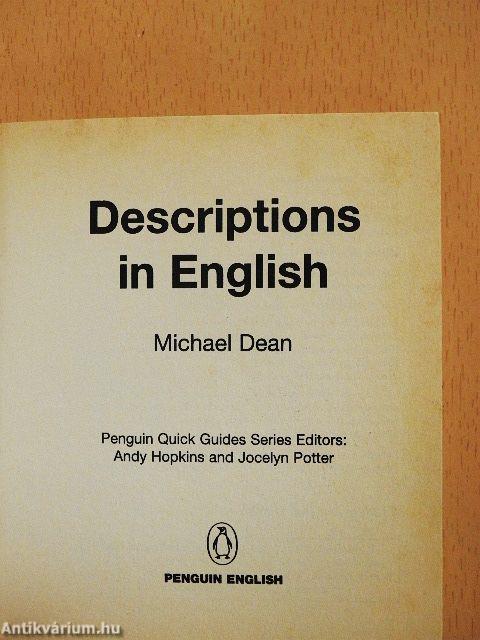 Descriptions
in English
Michael Dean
Penguin Quick Guides Series Editors:
Andy Hopkins and Jocelyn Potter
PENGUIN ENGLISH
Antikvárium.hu